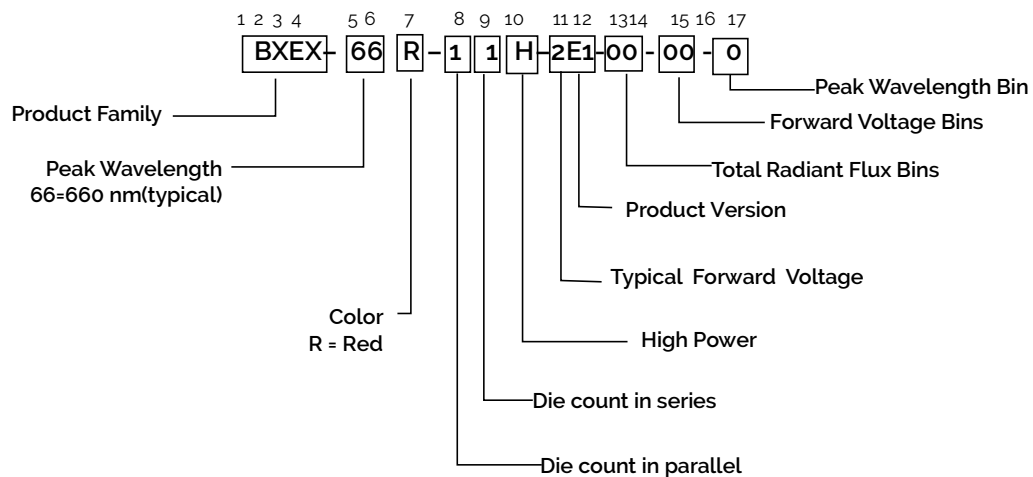 1 2 3 4 5 6 7 8 9 10 11 12 13 14 15 16 17
BXEX- 66 R - 1 1 H-2E1-00 - 00 - 0
Peak Wavelength Bin
Product Family
Forward Voltage Bins
Peak Wavelength
66=660 nm(typical)
Total Radiant Flux Bins
Product Version
Typical Forward Voltage
Color
R = Red
High Power
Die count in series
Die count in parallel